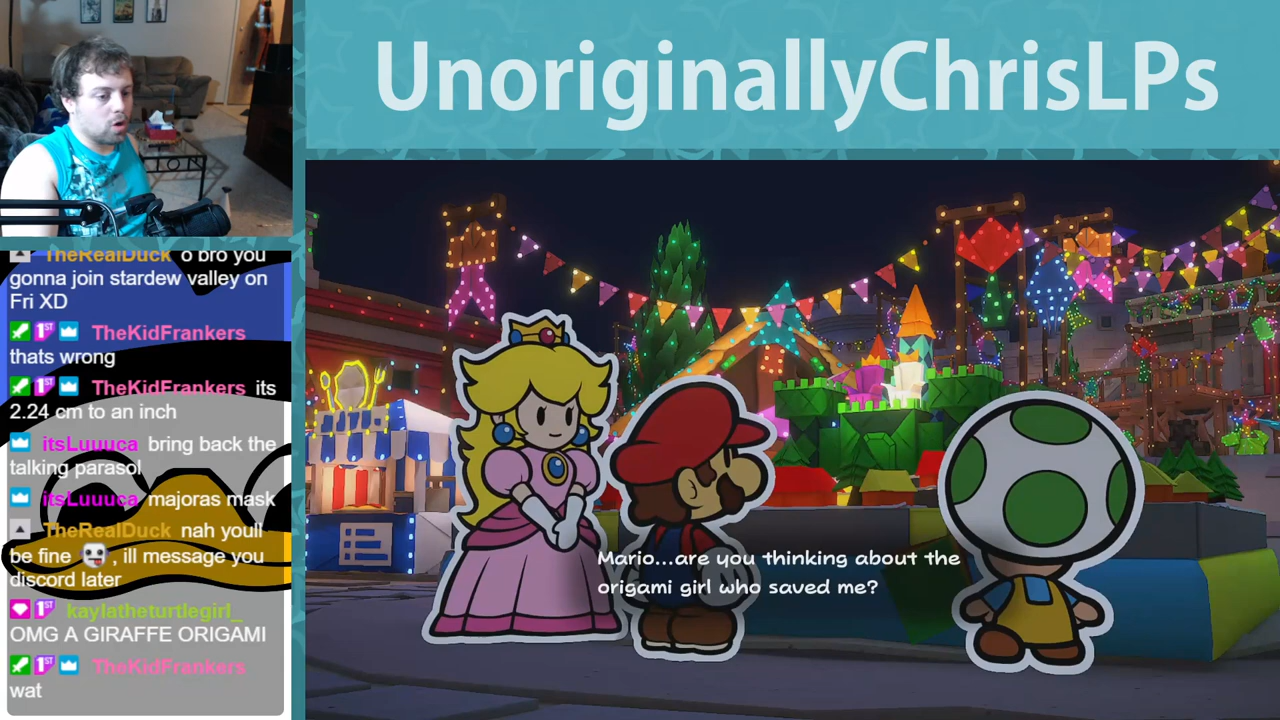 UnoriginallyChrisLPs
TheRealDuck o bro you
gonna join stardew valley on
Fri XD
TheKidFrankers
thats wrong
TheKidFrankers its
2.24 cm to an inch
itsLuuuca bring back the
talking parasol
itsLuuuca majoras mask
TheRealDuck nah youll
be fine , ill message you
discord later
kaylatheturtlegirl_
OMG A GIRAFFE ORIGAMI
TheKidFrankers
wat
Mario...are you thinking about the
origami girl who saved me?